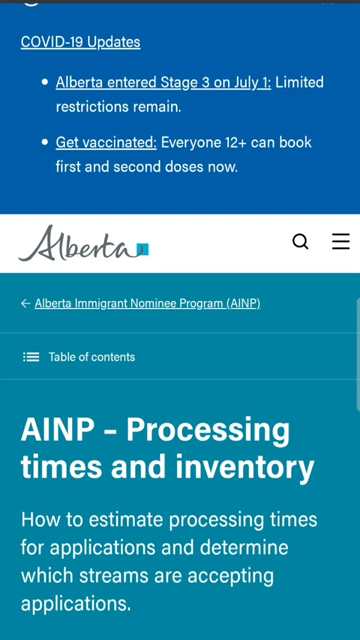 COVID-19 Updates
• Alberta entered Stage 3 on July 1: Limited
restrictions remain.
• Get vaccinated: Everyone 12+ can book
first and second doses now.
Alberta
← Alberta Immigrant Nominee Program (AINP)
Table of contents
AINP – Processing
times and inventory
How to estimate processing times
for applications and determine
which streams are accepting
applications.